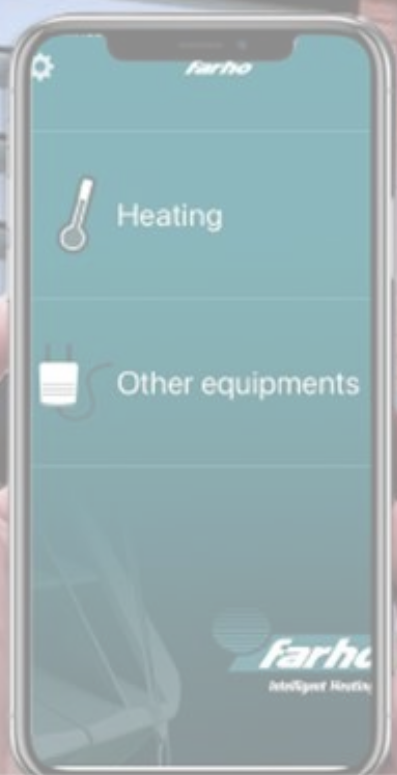 farho
Heating
Other equipments
farho
Intelligent Heating